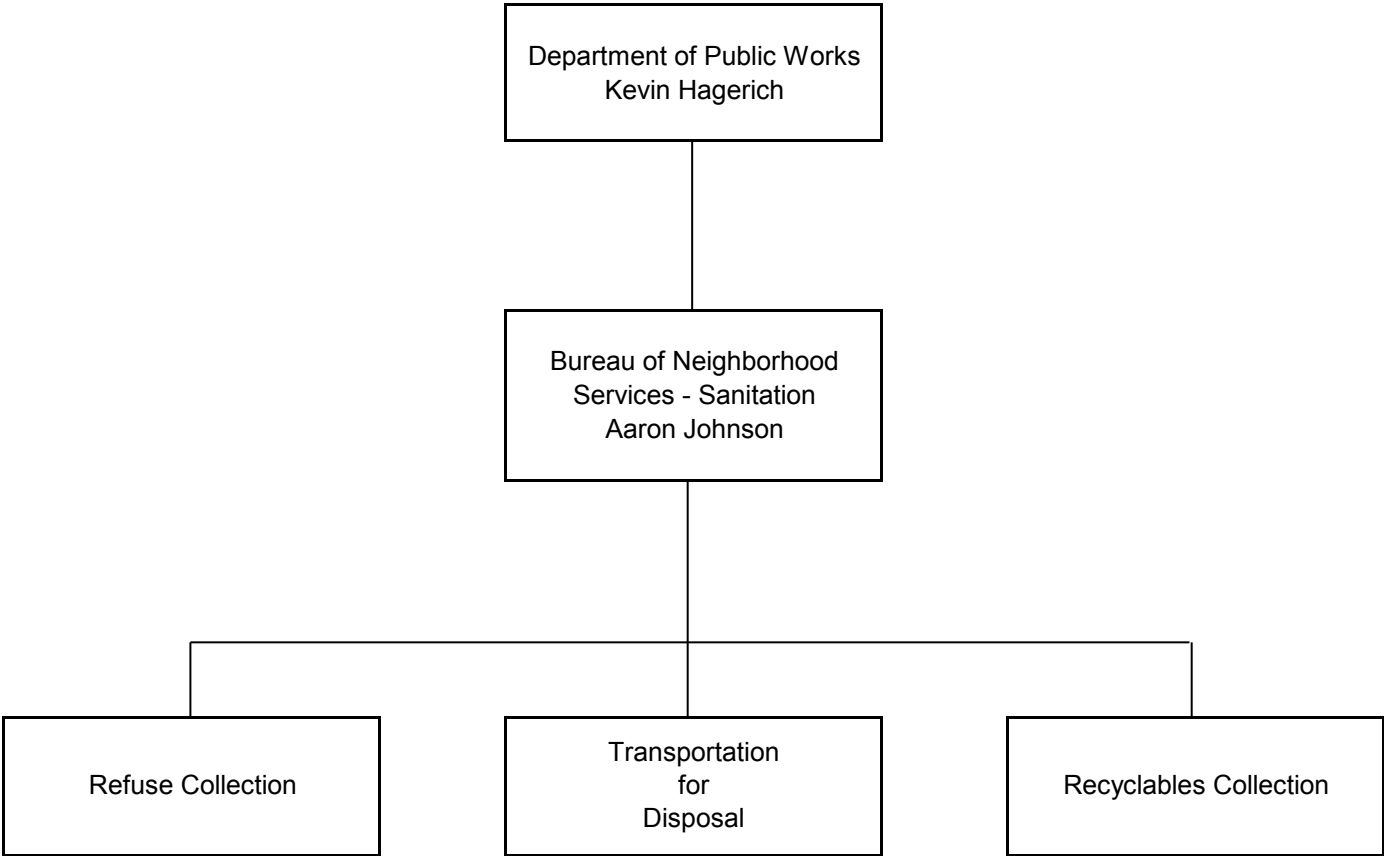 Department of Public Works
Kevin Hagerich
Bureau of Neighborhood
Services - Sanitation
Aaron Johnson
Refuse Collection
Transportation
for
Disposal
Recyclables Collection